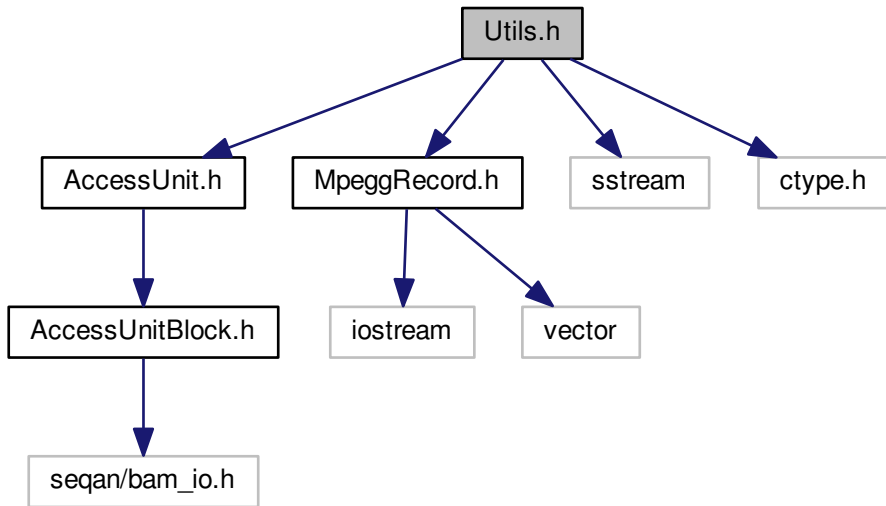 Utils.h
AccessUnit.h
MpeggRecord.h
sstream
ctype.h
AccessUnitBlock.h
iostream
vector
seqan/bam_io.h